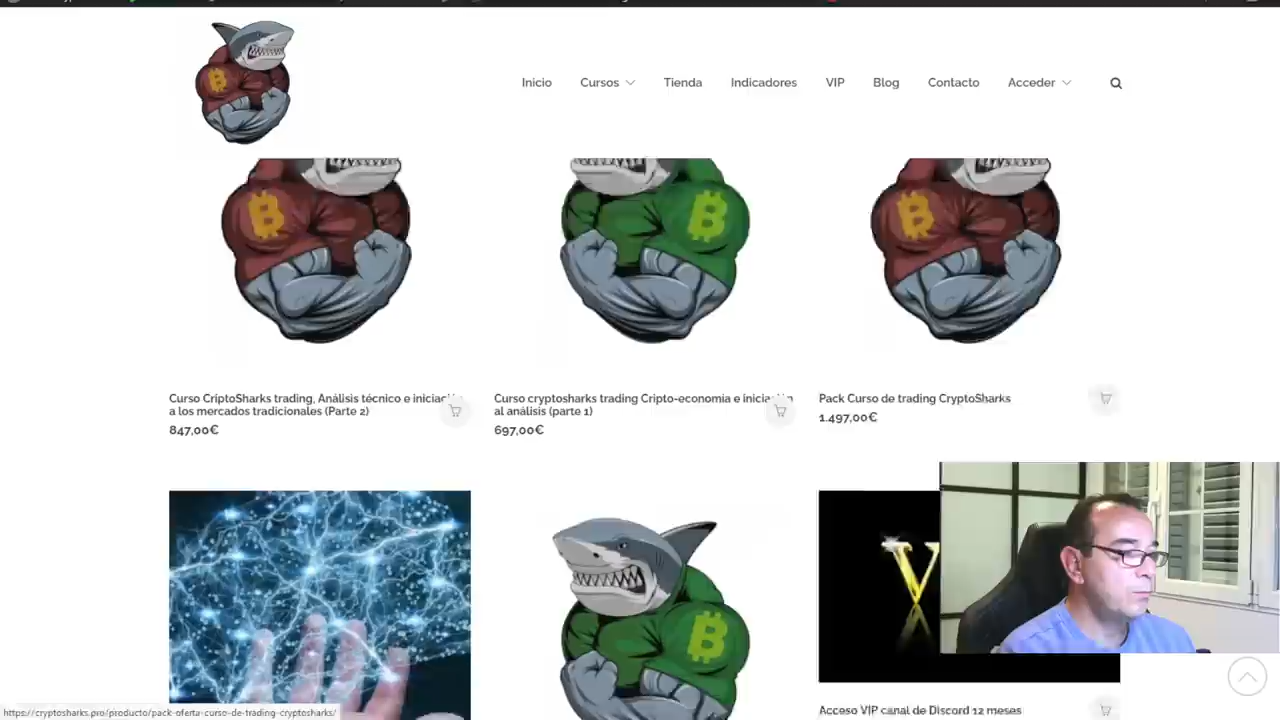 Inicio
Cursos
Tienda
Indicadores
VIP
Blog
Contacto
Acceder
Curso CriptoSharks trading, Análisis técnico e
a los mercados tradicionales (Parte 2)
847,00€
Curso cryptosharks trading Cripto-economia e
al análisis (parte 1)
697,00€
Pack Curso de trading CryptoSharks
1.497,00€
V
Acceso VIP canal de Discord 12 meses
https://cryptosharks.pro/producto/pack-oferta-curso-de-trading-cryptosharks/